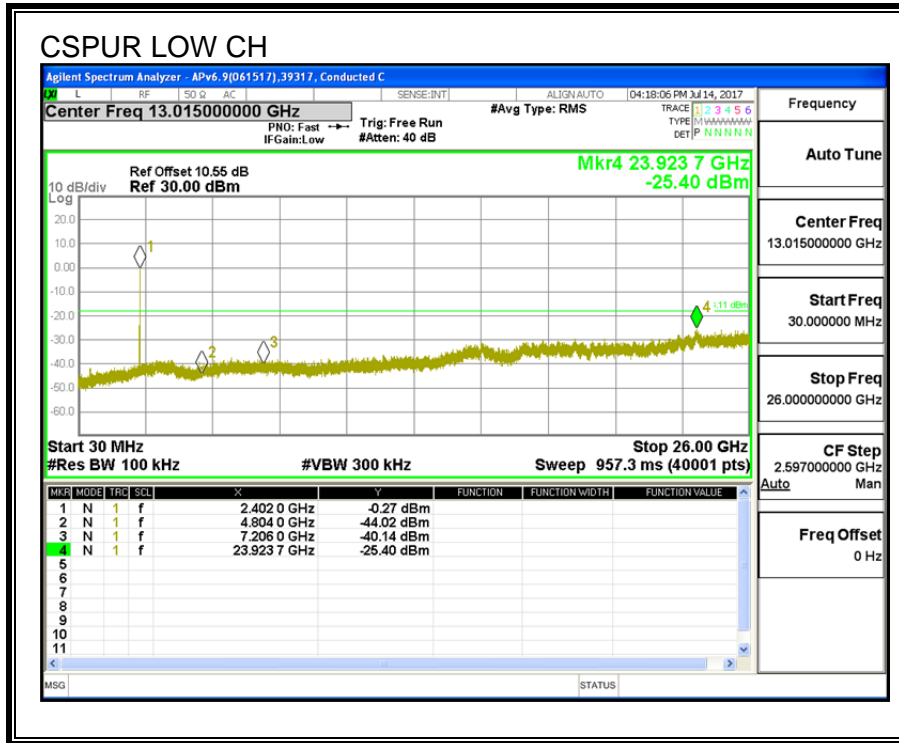 CSPUR LOW CH
Agilent Spectrum Analyzer - APv6.9(061517),39317, Conducted C
LXI L RF 50 Ω AC SENSE:INT ALIGN AUTO 04:18:06 PM Jul 14, 2017
Center Freq 13.015000000 GHz #Avg Type: RMS TRACE 1 2 3 4 5 6
PNO: Fast Trig: Free Run TYPE M WWWWW
IFGain:Low #Atten: 40 dB DET P N N N N N
Mkr4 23.923 7 GHz
-25.40 dBm
Ref Offset 10.55 dB
10 dB/div Ref 30.00 dBm
Log
20.0
10.0
0.00
-10.0
-20.0
-30.0
-40.0
-50.0
-60.0
1
2
3
4
.11 dBm
Start 30 MHz Stop 26.00 GHz
#Res BW 100 kHz #VBW 300 kHz Sweep 957.3 ms (40001 pts)
MKR MODE TRC SCL X Y FUNCTION FUNCTION WIDTH FUNCTION VALUE
1 N 1 f 2.402 0 GHz -0.27 dBm
2 N 1 f 4.804 0 GHz -44.02 dBm
3 N 1 f 7.206 0 GHz -40.14 dBm
4 N 1 f 23.923 7 GHz -25.40 dBm
5
6
7
8
9
10
11
MSG STATUS
Frequency
Auto Tune
Center Freq
13.015000000 GHz
Start Freq
30.000000 MHz
Stop Freq
26.000000000 GHz
CF Step
2.597000000 GHz
Auto Man
Freq Offset
0 Hz